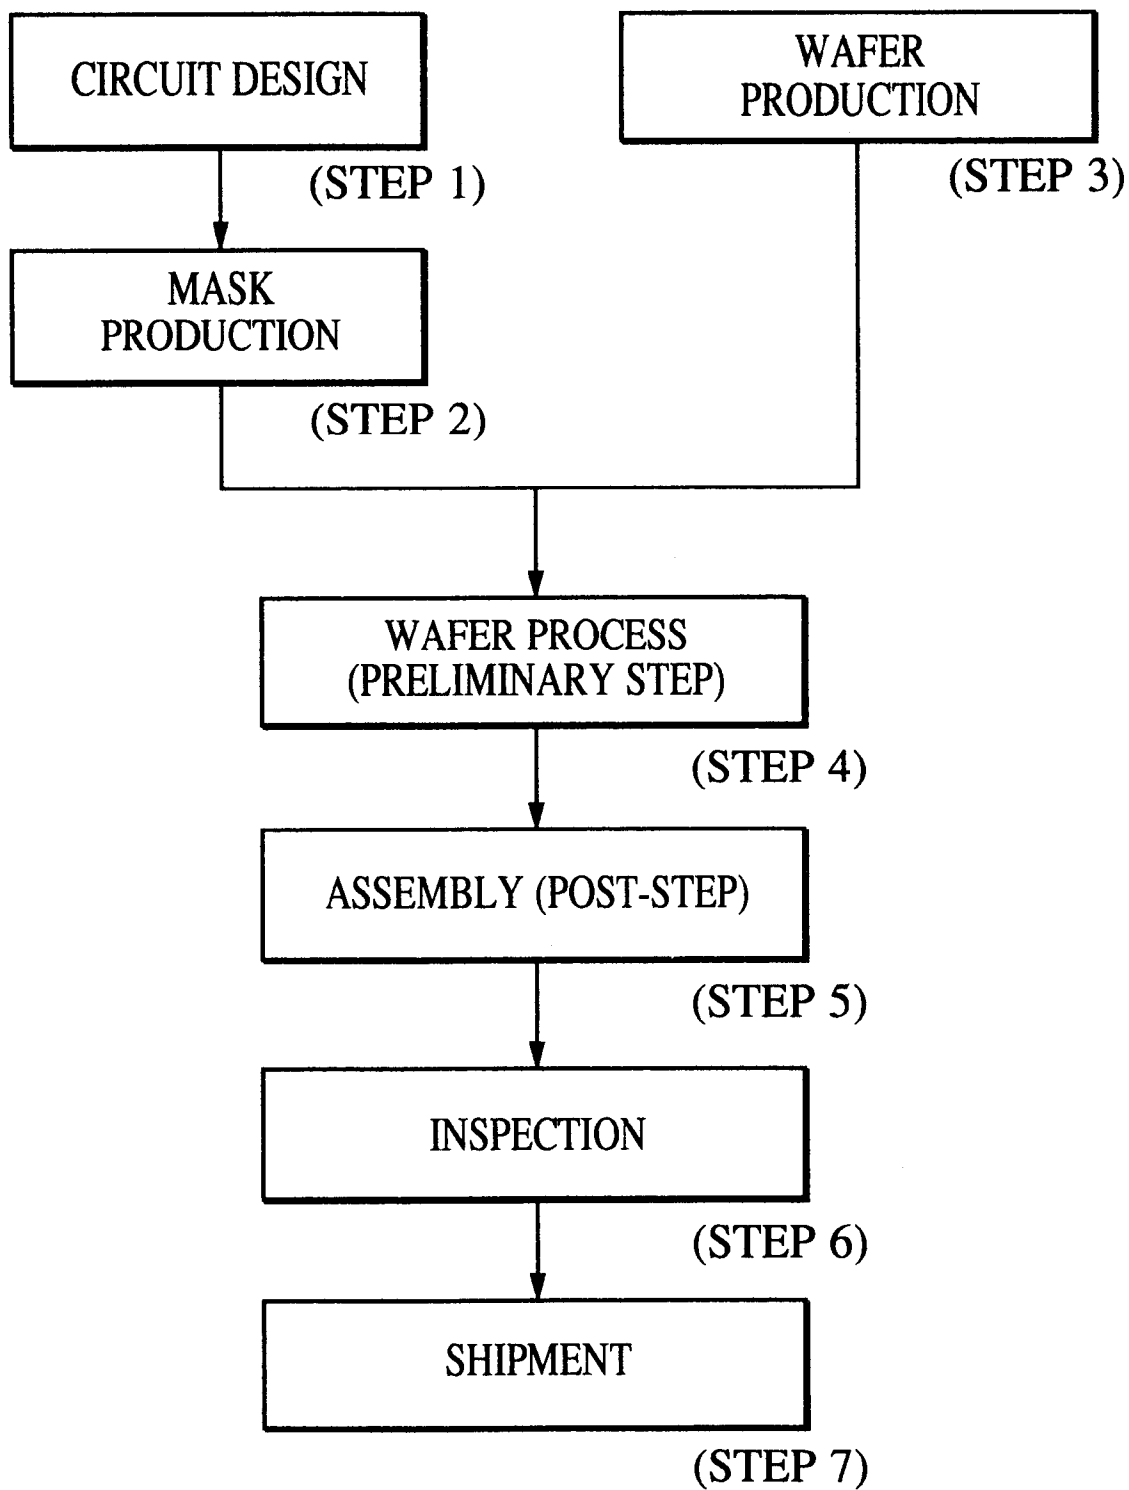 CIRCUIT DESIGN
(STEP 1)
MASK
PRODUCTION
(STEP 2)
WAFER
PRODUCTION
(STEP 3)
WAFER PROCESS
(PRELIMINARY STEP)
(STEP 4)
ASSEMBLY (POST-STEP)
(STEP 5)
INSPECTION
(STEP 6)
SHIPMENT
(STEP 7)